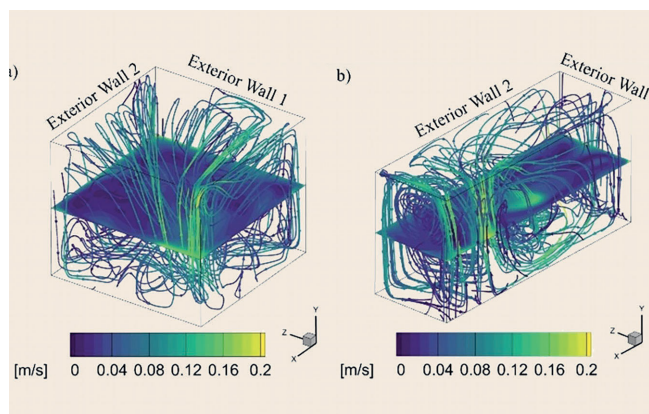 a)
Exterior Wall 2
Exterior Wall 1
b)
Exterior Wall 2
Exterior Wall
Y
Z
X
[m/s]
0 0.04 0.08 0.12 0.16 0.2
Y
Z
X
[m/s]
0 0.04 0.08 0.12 0.16 0.2